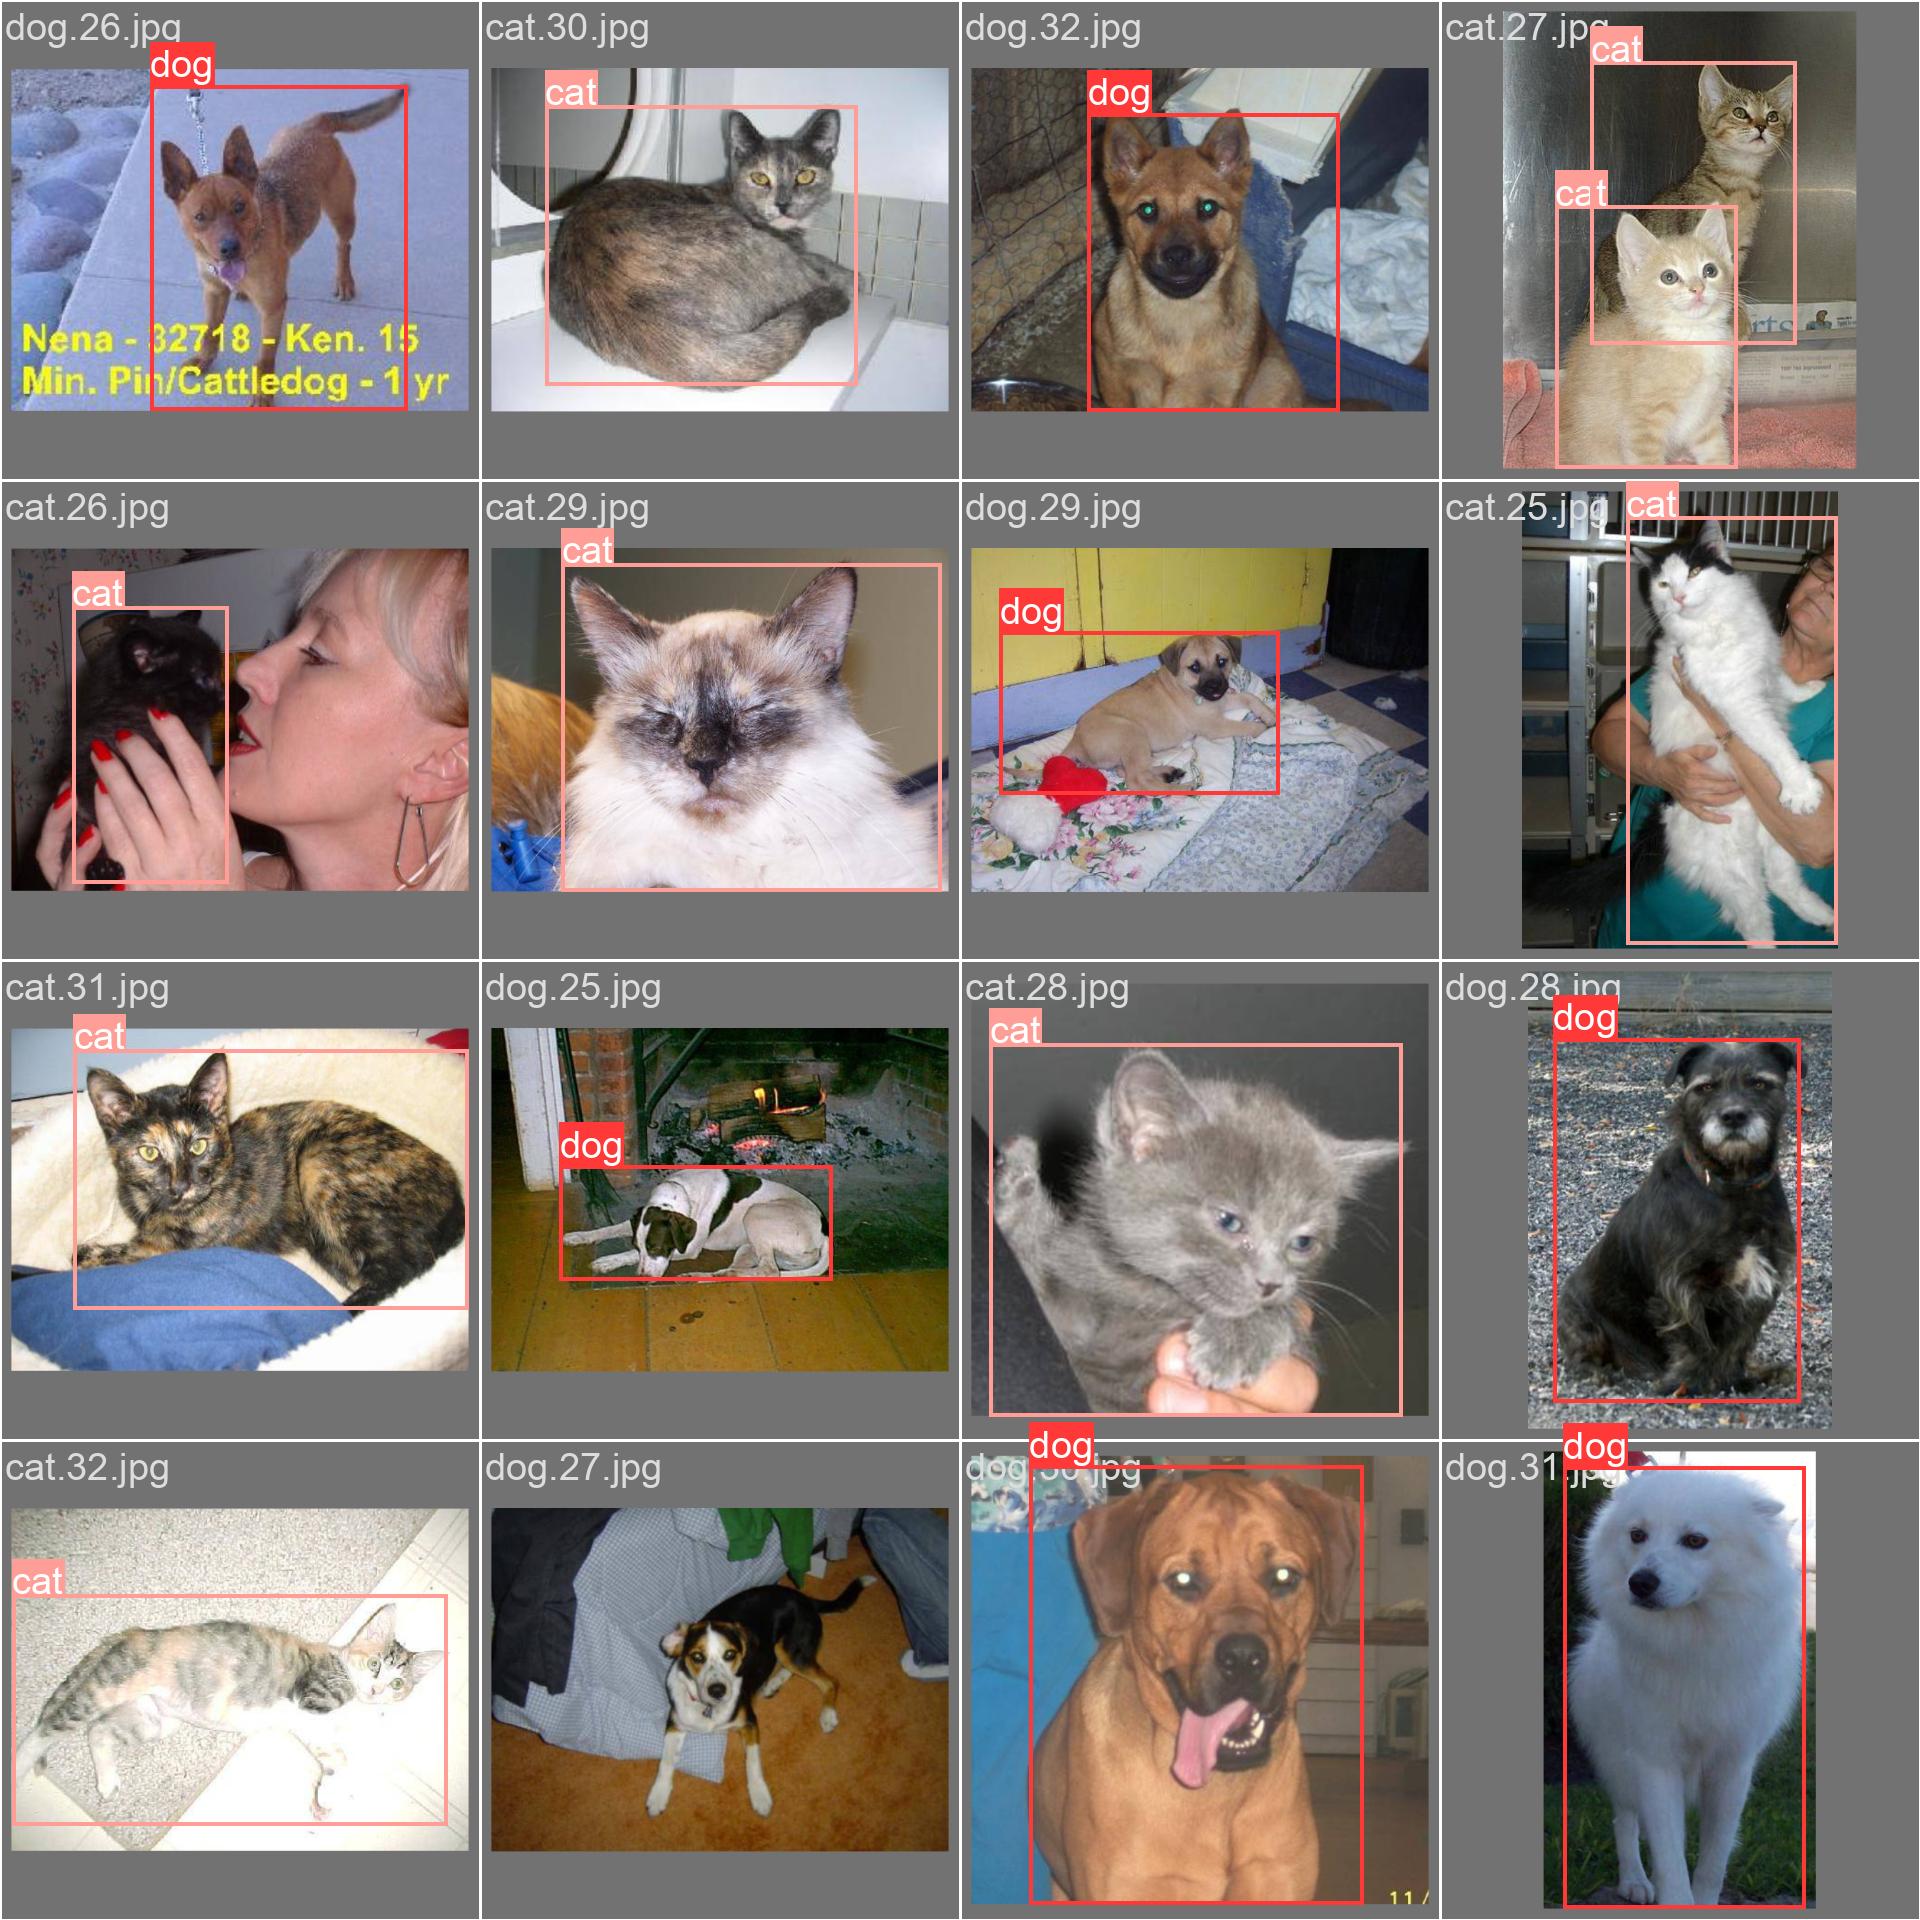 dog.26.jpg
cat.30.jpg
dog.32.jpg
cat.27.jpg
dog
cat
dog
cat
cat
Nena - 32718 - Ken. 15
Min. Pin/Cattledog - 1 yr
rts
cat.26.jpg
cat.29.jpg
dog.29.jpg
cat.25.jpg
cat
cat
dog
cat
cat.31.jpg
dog.25.jpg
cat.28.jpg
dog.28.jpg
cat
dog
cat
dog
cat.32.jpg
dog.27.jpg
dog.30.jpg
dog.31.jpg
cat
dog
dog
11/